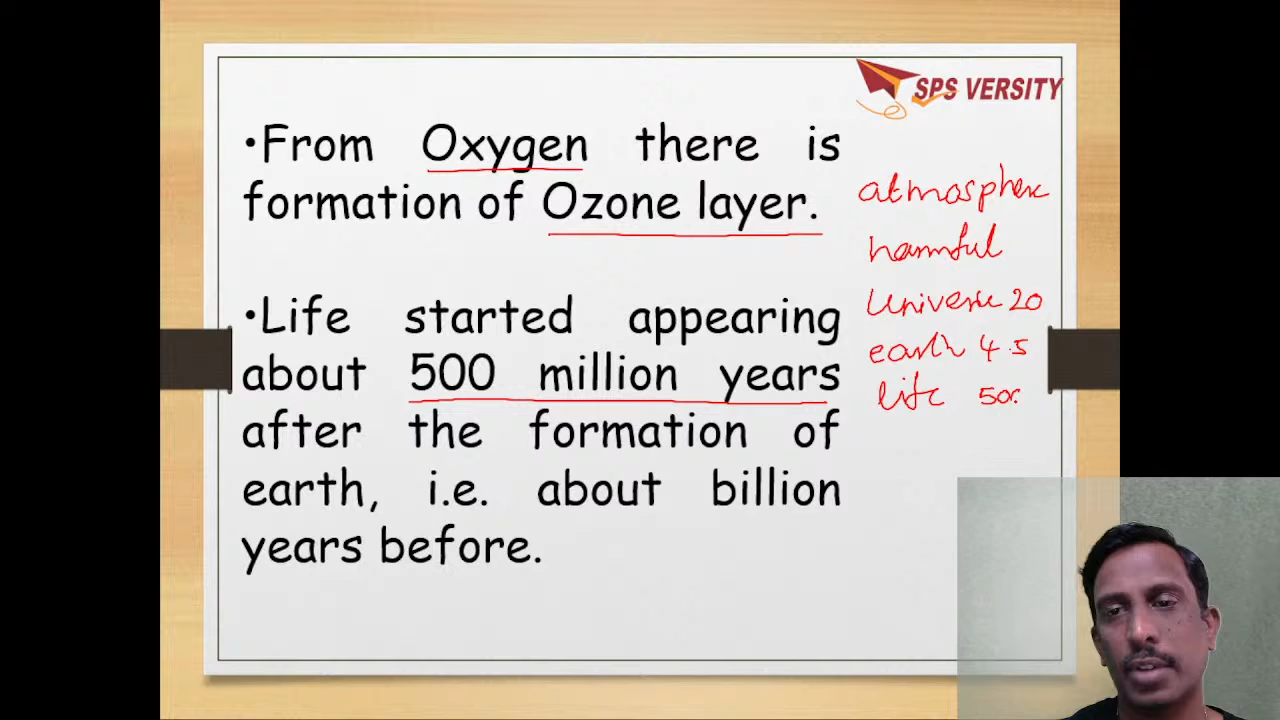 SPS VERSITY
•From Oxygen there is
formation of Ozone layer.
•Life started appearing
about 500 million years
after the formation of
earth, i.e. about billion
years before.
atmosphere
harmful
Universe 20
earth 4.5
life 500